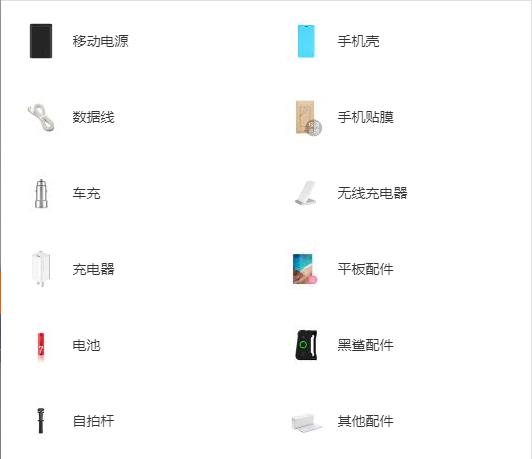 移动电源
手机壳
数据线
手机贴膜
车充
无线充电器
充电器
平板配件
电池
黑鲨配件
自拍杆
其他配件